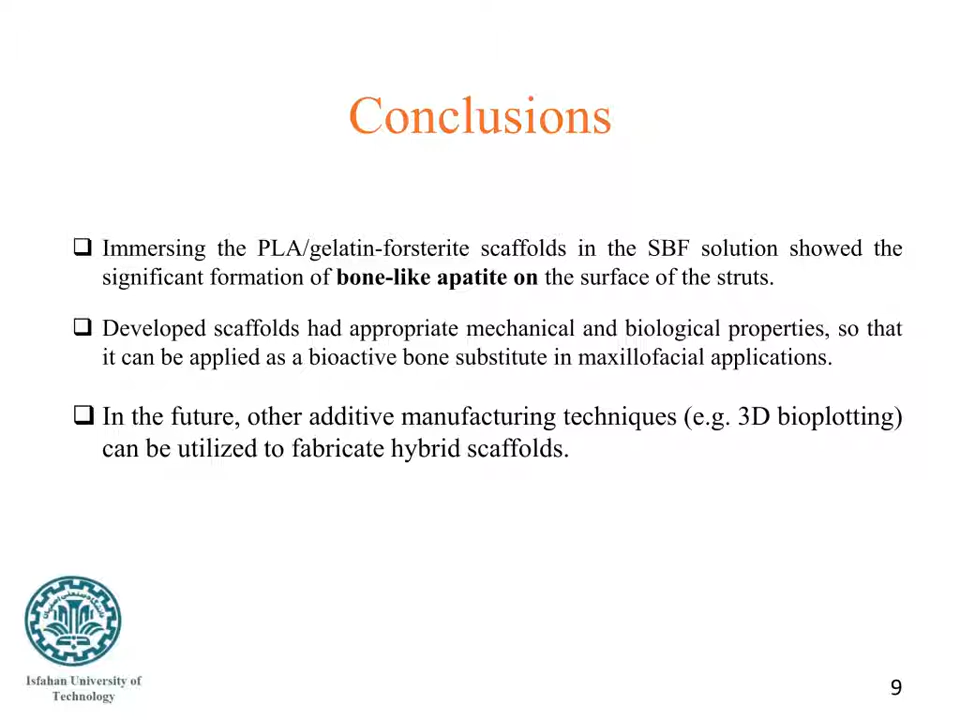 Conclusions
❑ Immersing the PLA/gelatin-forsterite scaffolds in the SBF solution showed the
significant formation of bone-like apatite on the surface of the struts.
❑ Developed scaffolds had appropriate mechanical and biological properties, so that
it can be applied as a bioactive bone substitute in maxillofacial applications.
❑ In the future, other additive manufacturing techniques (e.g. 3D bioplotting)
can be utilized to fabricate hybrid scaffolds.
دانشگاه صنعتی اصفهان
Isfahan University of
Technology
9